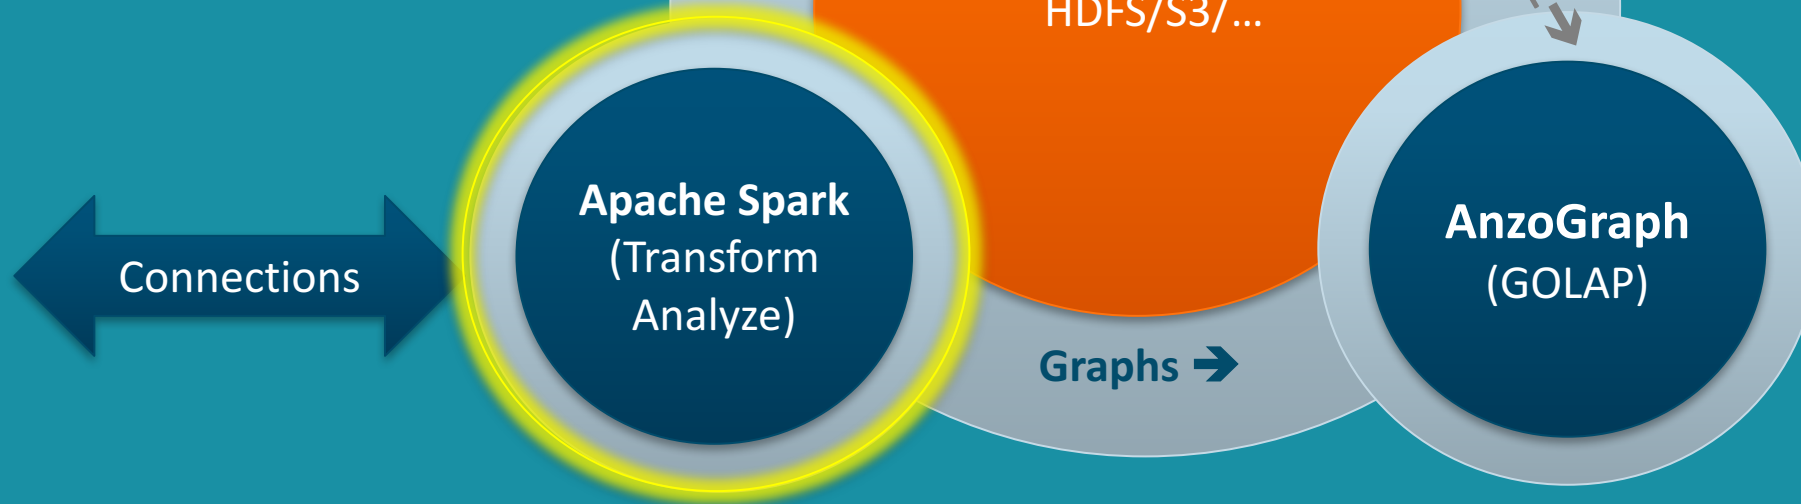 HDFS/S3/...
Connections
Apache Spark
(Transform
Analyze)
Graphs ➔
AnzoGraph
(GOLAP)